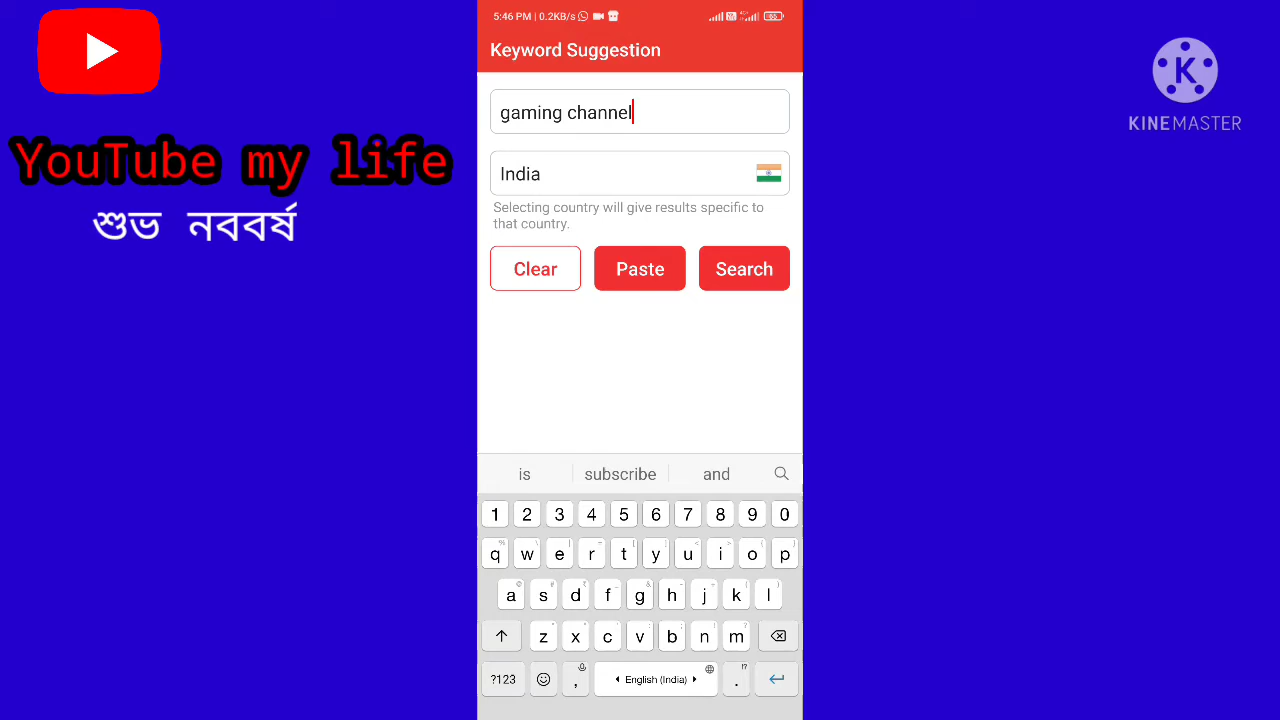 5:46 PM | 0.2KB/s
Keyword Suggestion
gaming channel
India
Selecting country will give results specific to
that country.
Clear Paste Search
YouTube my life
শুভ নববর্ষ
K
KINEMASTER
is subscribe and
1 2 3 4 5 6 7 8 9 0
q w e r t y u i o p
a s d f g h j k l
z x c v b n m
?123 , English (India) .